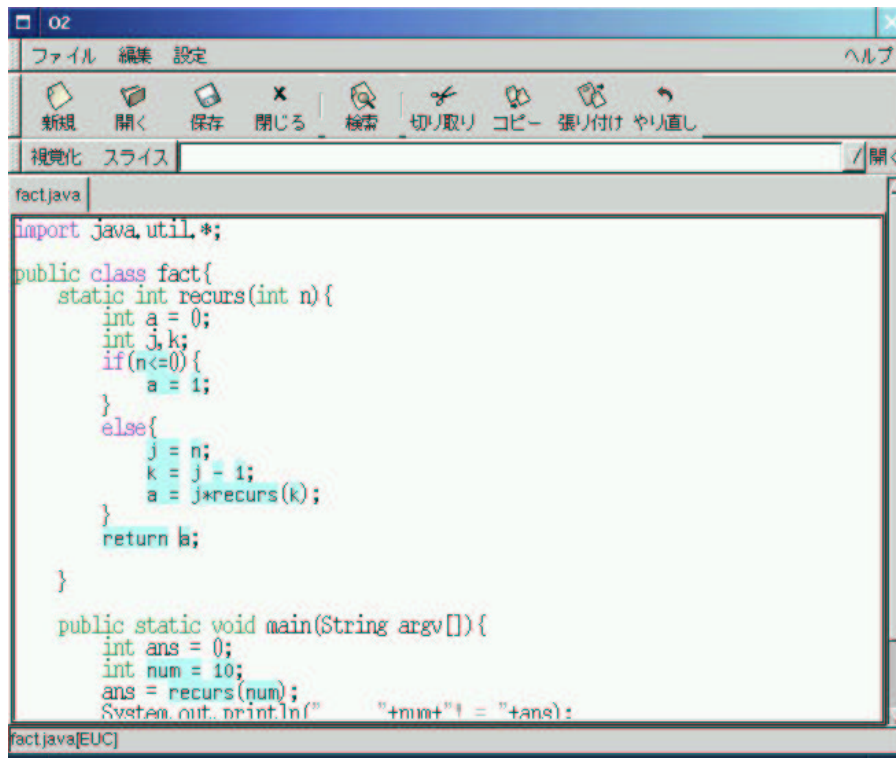 O2
ファイル 編集 設定 ヘルプ
新規 開く 保存 閉じる 検索 切り取り コピー 張り付け やり直し
視覚化 スライス 開く
fact.java
import java.util.*;
public class fact{
static int recurs(int n){
int a = 0;
int j,k;
if(n<=0){
a = 1;
}
else{
j = n;
k = j - 1;
a = j*recurs(k);
}
return a;
}
public static void main(String argv[]){
int ans = 0;
int num = 10;
ans = recurs(num);
System.out.println("     "+num+"! = "+ans);
fact.java[EUC]